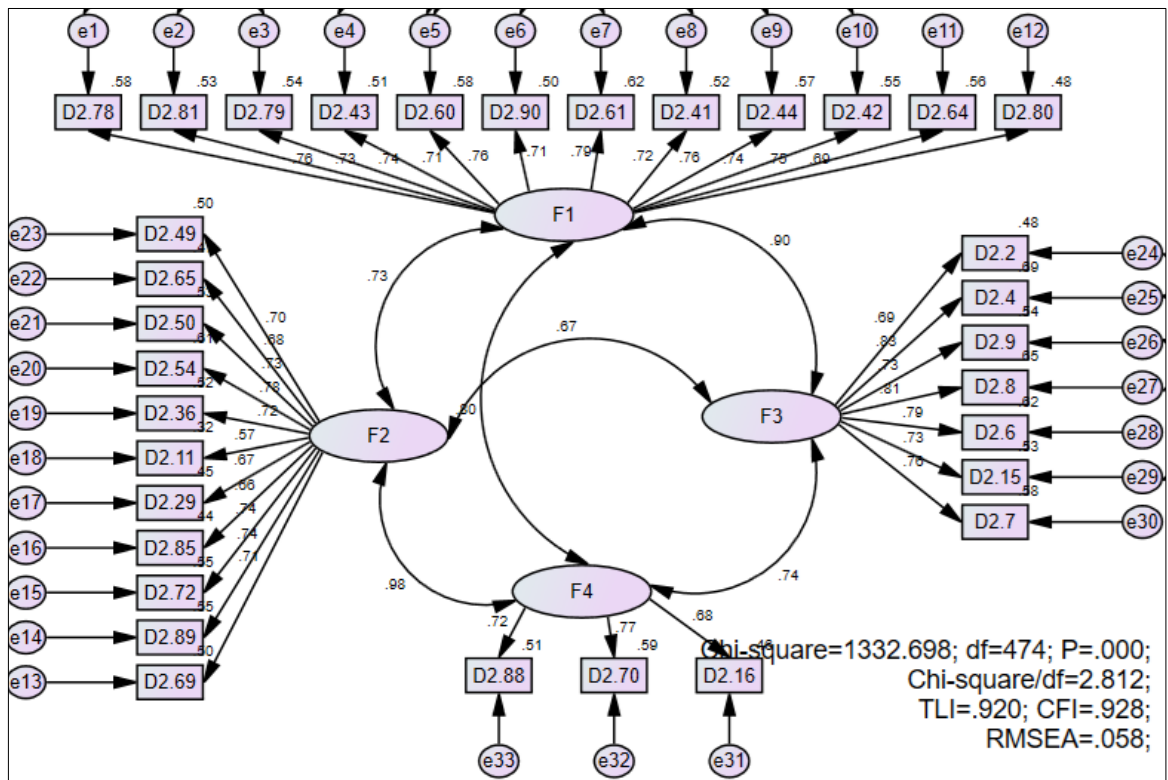 e1 e2 e3 e4 e5 e6 e7 e8 e9 e10 e11 e12
.58 .53 .54 .51 .58 .50 .62 .52 .57 .55 .56 .48
D2.78 D2.81 D2.79 D2.43 D2.60 D2.90 D2.61 D2.41 D2.44 D2.42 D2.64 D2.80
.76 .73 .74 .71 .76 .71 .79 .72 .76 .74 .75 .69
F1
.50
e23 D2.49
e22 D2.65
e21 D2.50
.61
e20 D2.54
.52
e19 D2.36
.32
e18 D2.11
.45
e17 D2.29
.44
e16 D2.85
.55
e15 D2.72
.55
e14 D2.89
.50
e13 D2.69
.70
.68
.73
.78
.72
.57
.67
.66
.74
.74
.71
F2
.73
.90
.67
.80
.98
.74
F3
.69
.83
.73
.81
.79
.73
.76
.48
D2.2 e24
.69
D2.4 e25
.54
D2.9 e26
.65
D2.8 e27
.62
D2.6 e28
.53
D2.15 e29
.58
D2.7 e30
F4
.72 .77 .68
.51 .59
D2.88 D2.70 D2.16
e33 e32 e31
Chi-square=1332.698; df=474; P=.000;
Chi-square/df=2.812;
TLI=.920; CFI=.928;
RMSEA=.058;